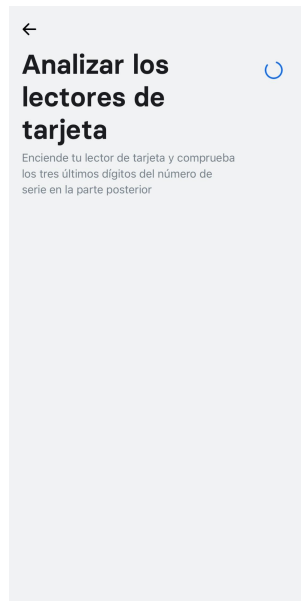 Analizar los
lectores de
tarjeta
Enciende tu lector de tarjeta y comprueba
los tres últimos dígitos del número de
serie en la parte posterior